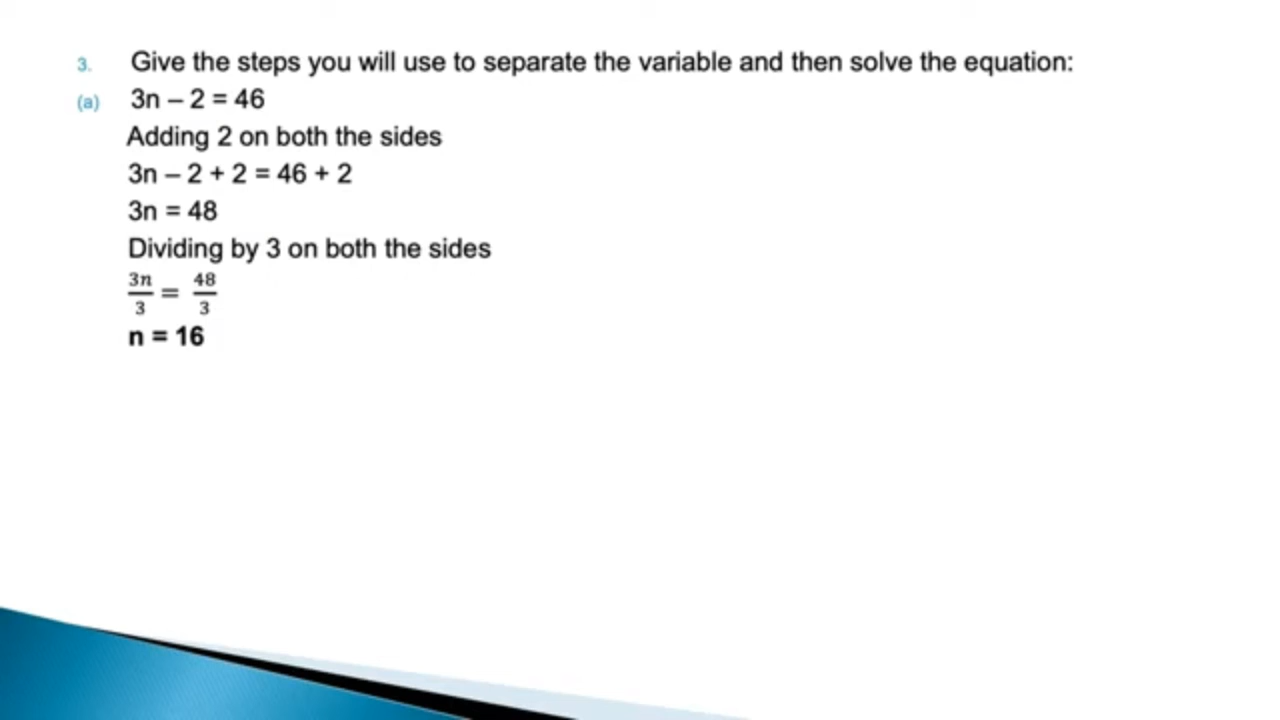 3. Give the steps you will use to separate the variable and then solve the equation:
(a) 3n – 2 = 46
Adding 2 on both the sides
3n – 2 + 2 = 46 + 2
3n = 48
Dividing by 3 on both the sides
3n/3 = 48/3
n = 16